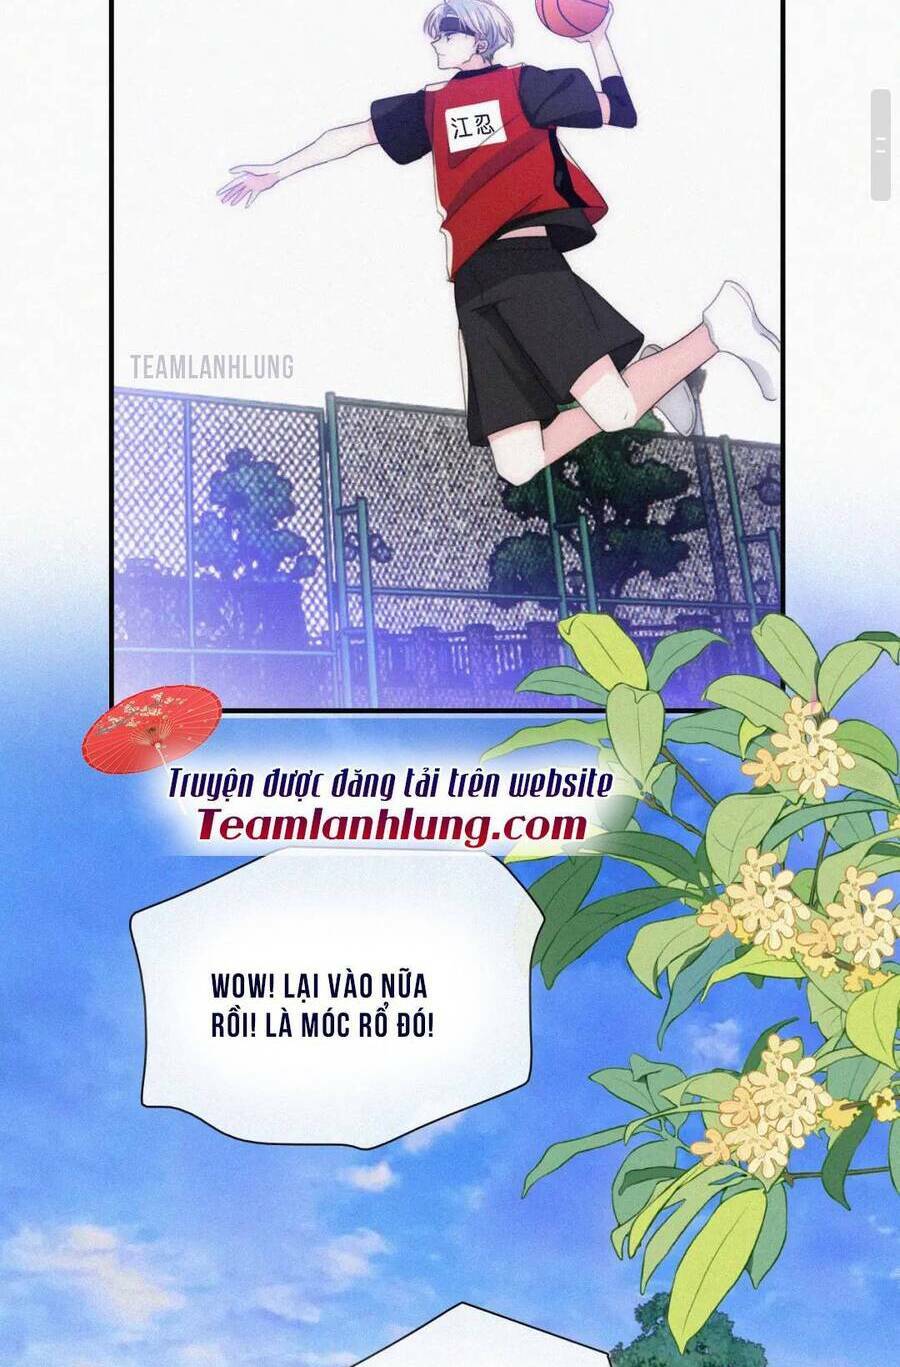 江忍
TEAMLANHLUNG
Truyện được đăng tải trên website
Teamlanhlung.com
WOW! LẠI VÀO NỮA
RỒI! LÀ MÓC RỔ ĐÓ!